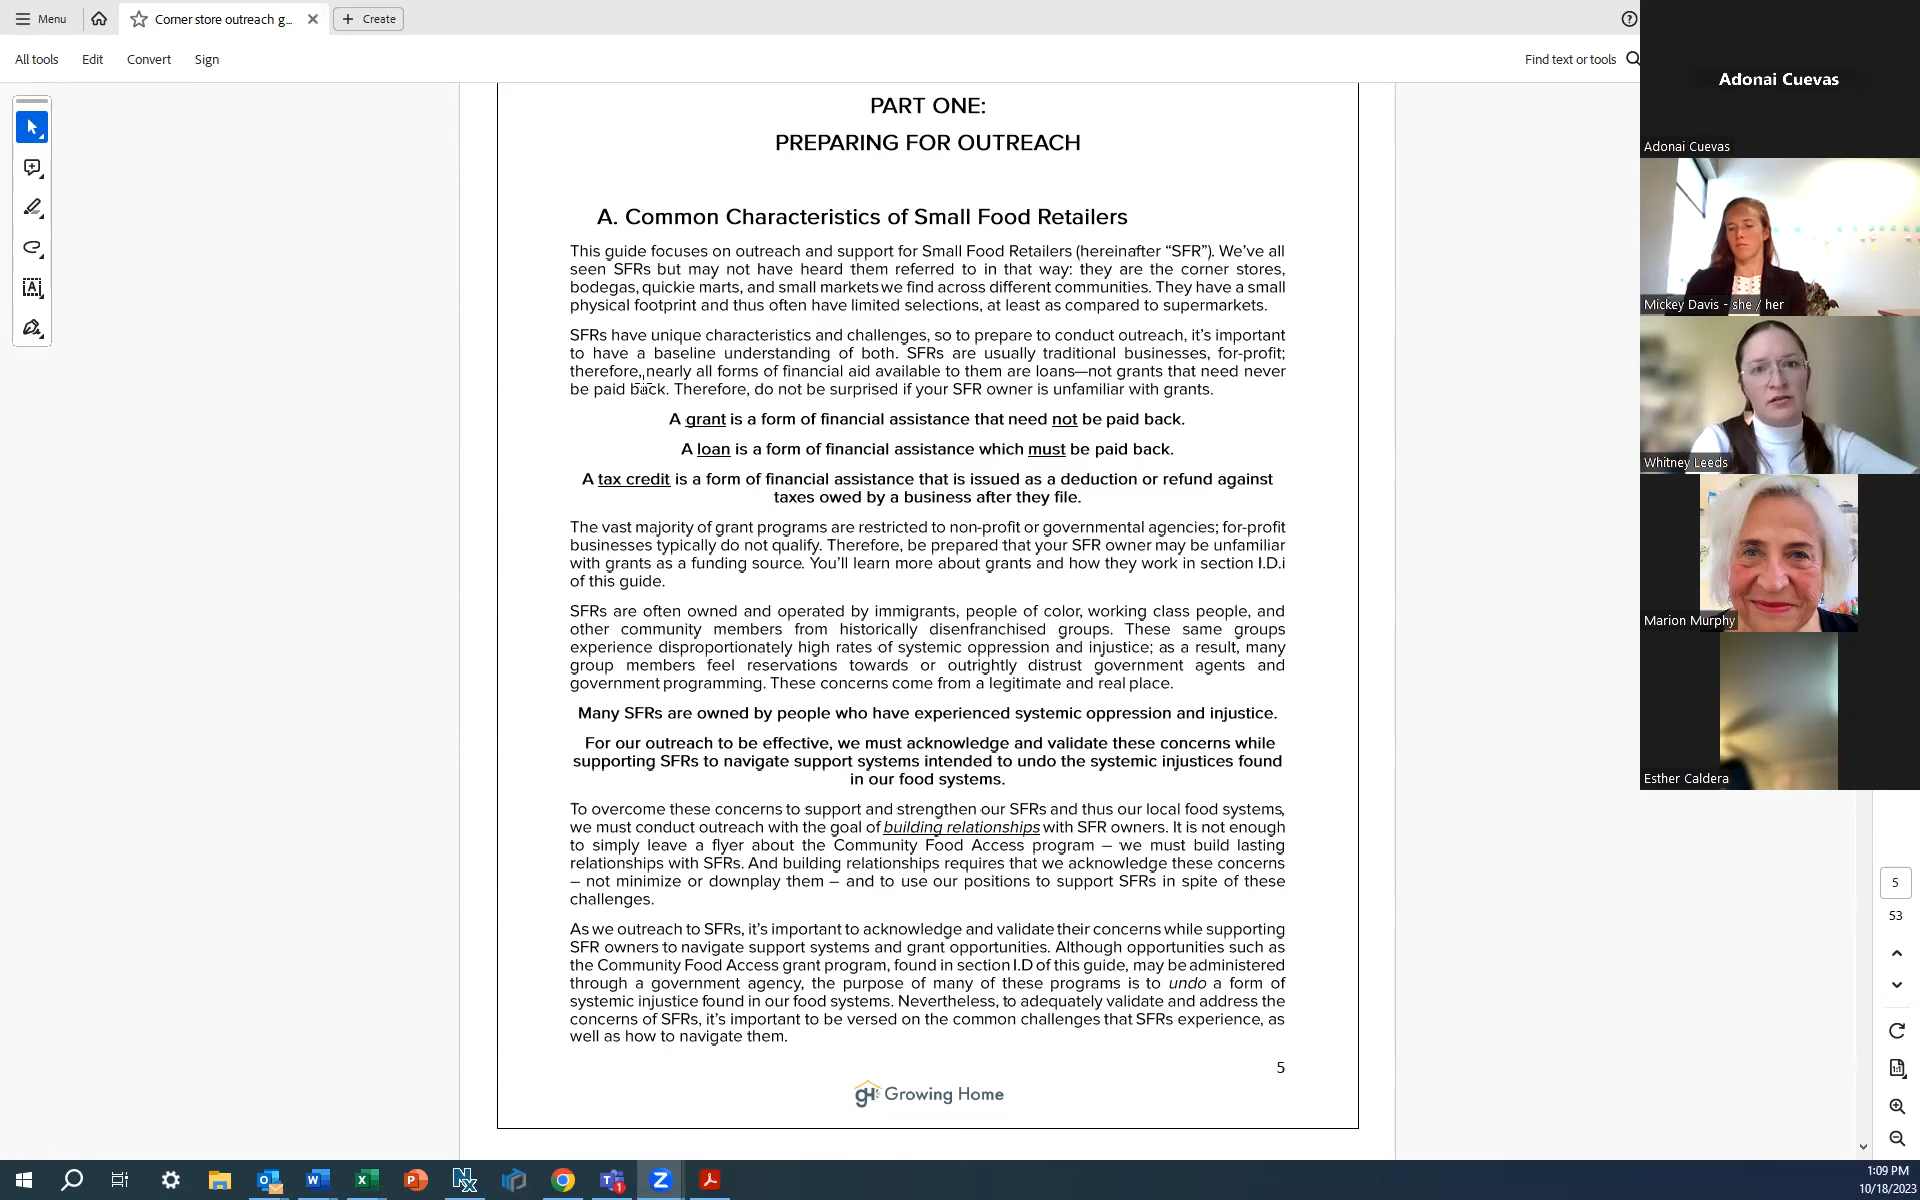 Menu
Corner store outreach g...
Create
All tools
Edit
Convert
Sign
Find text or tools
PART ONE:
PREPARING FOR OUTREACH
A. Common Characteristics of Small Food Retailers
This guide focuses on outreach and support for Small Food Retailers (hereinafter “SFR”). We’ve all
seen SFRs but may not have heard them referred to in that way: they are the corner stores,
bodegas, quickie marts, and small markets we find across different communities. They have a small
physical footprint and thus often have limited selections, at least as compared to supermarkets.
SFRs have unique characteristics and challenges, so to prepare to conduct outreach, it’s important
to have a baseline understanding of both. SFRs are usually traditional businesses, for-profit;
therefore, nearly all forms of financial aid available to them are loans—not grants that need never
be paid back. Therefore, do not be surprised if your SFR owner is unfamiliar with grants.
A grant is a form of financial assistance that need not be paid back.
A loan is a form of financial assistance which must be paid back.
A tax credit is a form of financial assistance that is issued as a deduction or refund against
taxes owed by a business after they file.
The vast majority of grant programs are restricted to non-profit or governmental agencies; for-profit
businesses typically do not qualify. Therefore, be prepared that your SFR owner may be unfamiliar
with grants as a funding source. You’ll learn more about grants and how they work in section I.D.i
of this guide.
SFRs are often owned and operated by immigrants, people of color, working class people, and
other community members from historically disenfranchised groups. These same groups
experience disproportionately high rates of systemic oppression and injustice; as a result, many
group members feel reservations towards or outrightly distrust government agents and
government programming. These concerns come from a legitimate and real place.
Many SFRs are owned by people who have experienced systemic oppression and injustice.
For our outreach to be effective, we must acknowledge and validate these concerns while
supporting SFRs to navigate support systems intended to undo the systemic injustices found
in our food systems.
To overcome these concerns to support and strengthen our SFRs and thus our local food systems,
we must conduct outreach with the goal of building relationships with SFR owners. It is not enough
to simply leave a flyer about the Community Food Access program – we must build lasting
relationships with SFRs. And building relationships requires that we acknowledge these concerns
– not minimize or downplay them – and to use our positions to support SFRs in spite of these
challenges.
As we outreach to SFRs, it’s important to acknowledge and validate their concerns while supporting
SFR owners to navigate support systems and grant opportunities. Although opportunities such as
the Community Food Access grant program, found in section I.D of this guide, may be administered
through a government agency, the purpose of many of these programs is to undo a form of
systemic injustice found in our food systems. Nevertheless, to adequately validate and address the
concerns of SFRs, it’s important to be versed on the common challenges that SFRs experience, as
well as how to navigate them.
5
gH Growing Home
Adonai Cuevas
Adonai Cuevas
Mickey Davis - she / her
Whitney Leeds
Marion Murphy
Esther Caldera
5
53
1:09 PM
10/18/2023